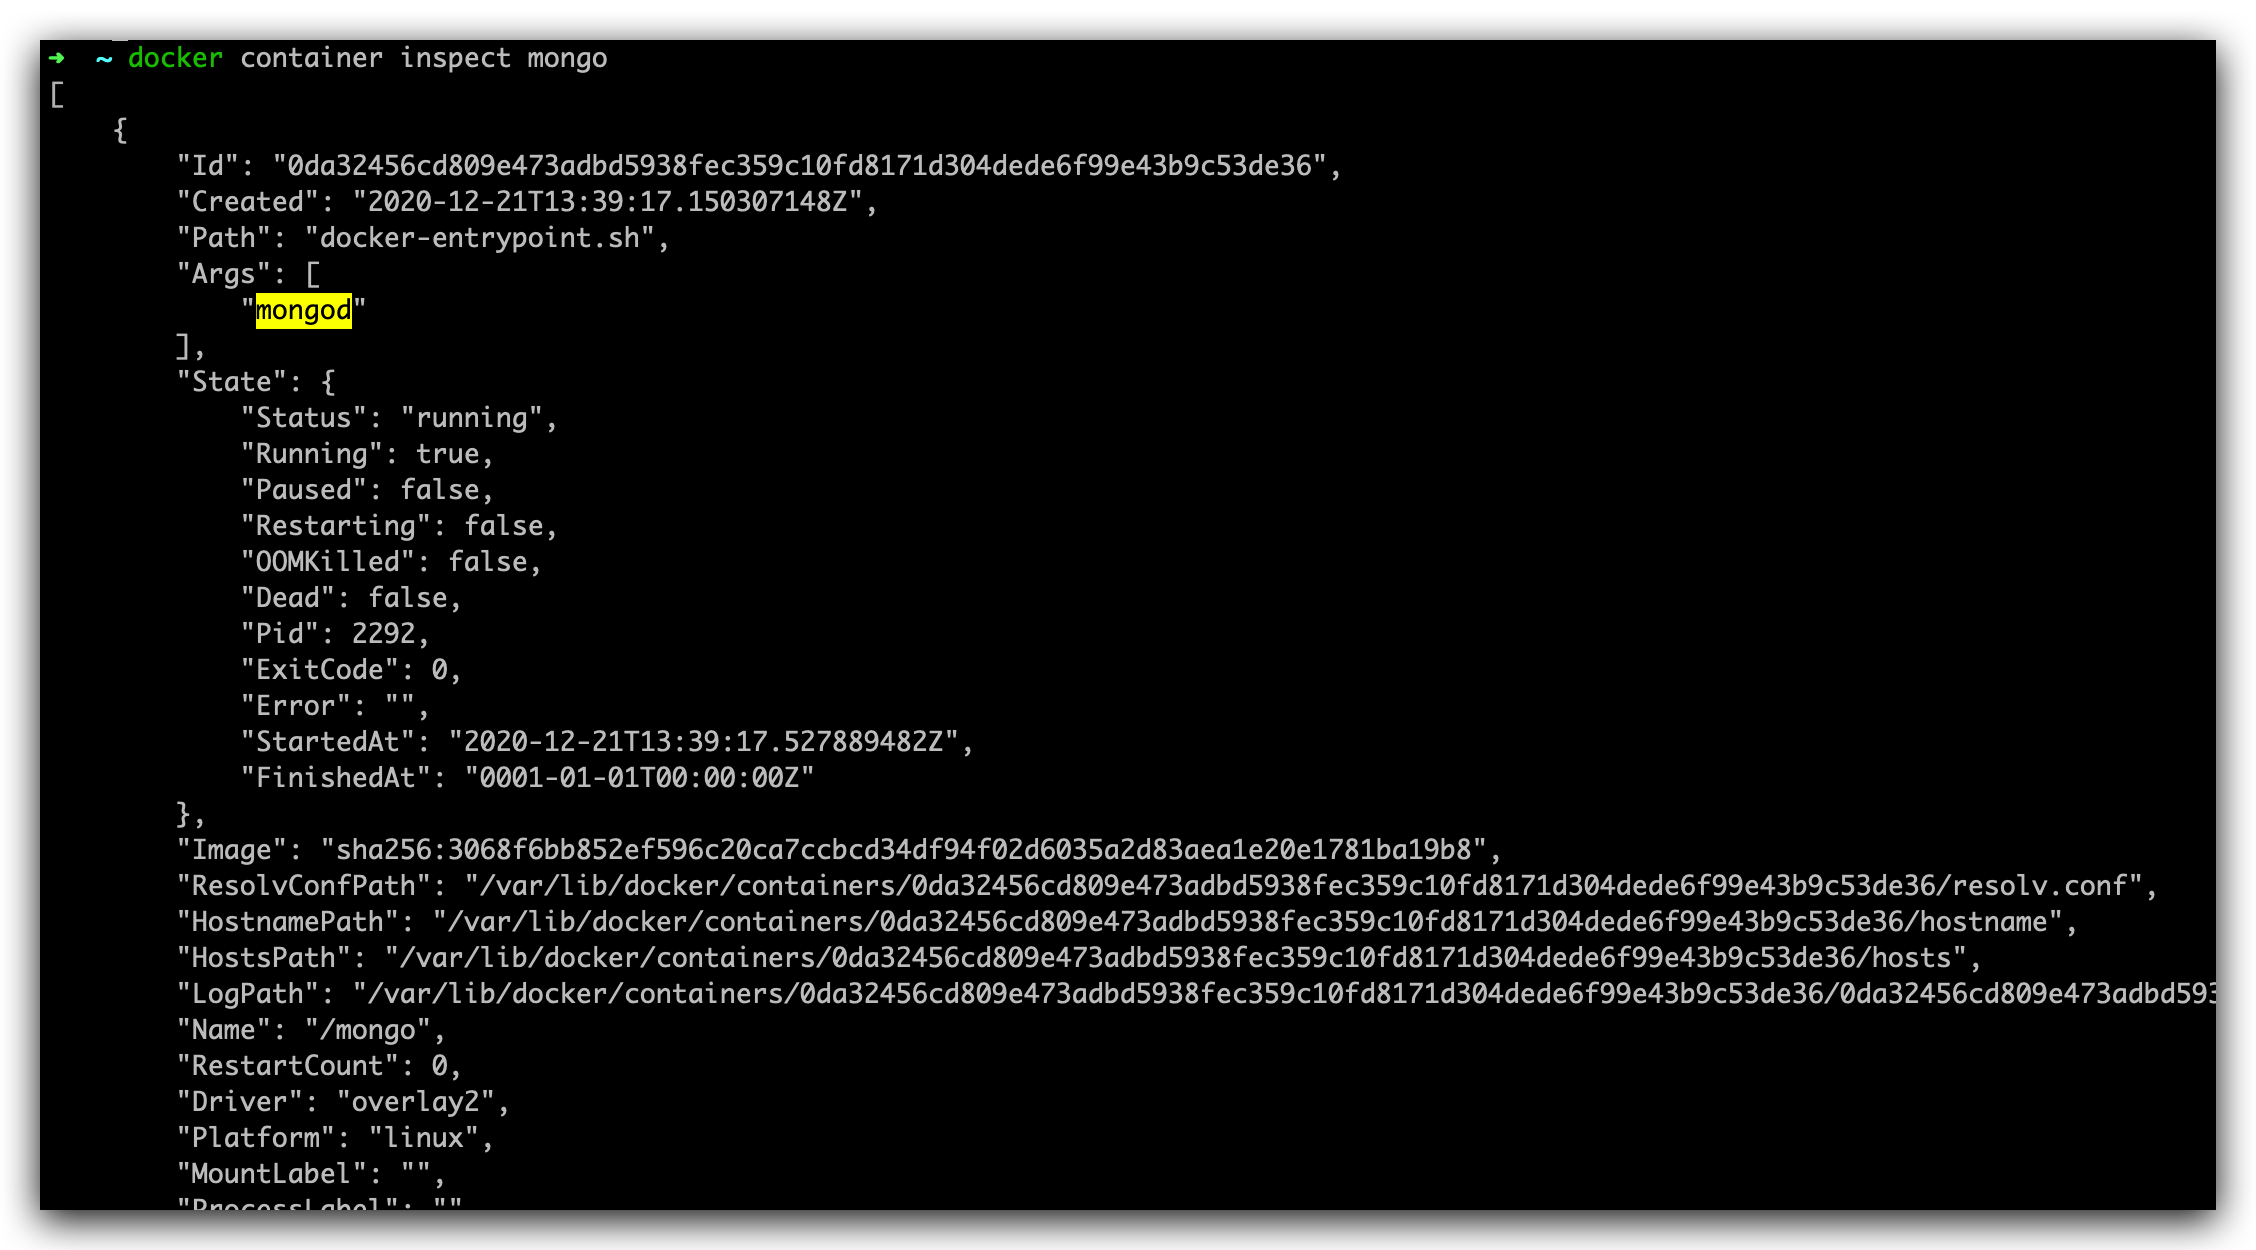 ➜  ~ docker container inspect mongo
[
    {
        "Id": "0da32456cd809e473adbd5938fec359c10fd8171d304dede6f99e43b9c53de36",
        "Created": "2020-12-21T13:39:17.150307148Z",
        "Path": "docker-entrypoint.sh",
        "Args": [
            "mongod"
        ],
        "State": {
            "Status": "running",
            "Running": true,
            "Paused": false,
            "Restarting": false,
            "OOMKilled": false,
            "Dead": false,
            "Pid": 2292,
            "ExitCode": 0,
            "Error": "",
            "StartedAt": "2020-12-21T13:39:17.527889482Z",
            "FinishedAt": "0001-01-01T00:00:00Z"
        },
        "Image": "sha256:3068f6bb852ef596c20ca7ccbcd34df94f02d6035a2d83aea1e20e1781ba19b8",
        "ResolvConfPath": "/var/lib/docker/containers/0da32456cd809e473adbd5938fec359c10fd8171d304dede6f99e43b9c53de36/resolv.conf",
        "HostnamePath": "/var/lib/docker/containers/0da32456cd809e473adbd5938fec359c10fd8171d304dede6f99e43b9c53de36/hostname",
        "HostsPath": "/var/lib/docker/containers/0da32456cd809e473adbd5938fec359c10fd8171d304dede6f99e43b9c53de36/hosts",
        "LogPath": "/var/lib/docker/containers/0da32456cd809e473adbd5938fec359c10fd8171d304dede6f99e43b9c53de36/0da32456cd809e473adbd593
        "Name": "/mongo",
        "RestartCount": 0,
        "Driver": "overlay2",
        "Platform": "linux",
        "MountLabel": "",
        "ProcessLabel": ""